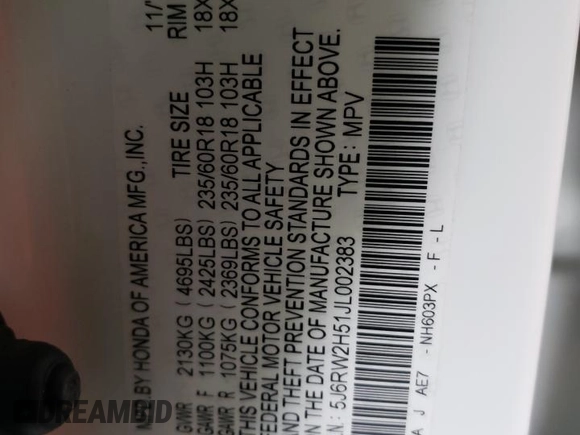 MFD. BY HONDA OF AMERICA MFG.,INC. 11/
GVWR 2130KG ( 4695LBS) TIRE SIZE RIM
GAWR F 1100KG ( 2425LBS) 235/60R18 103H 18X
GAWR R 1075KG ( 2369LBS) 235/60R18 103H 18X
THIS VEHICLE CONFORMS TO ALL APPLICABLE
FEDERAL MOTOR VEHICLE SAFETY
AND THEFT PREVENTION STANDARDS IN EFFECT
ON THE DATE OF MANUFACTURE SHOWN ABOVE.
.N: 5J6RW2H51JL002383 TYPE: MPV
A J AE7 - NH603PX - F - L
DREAMBID